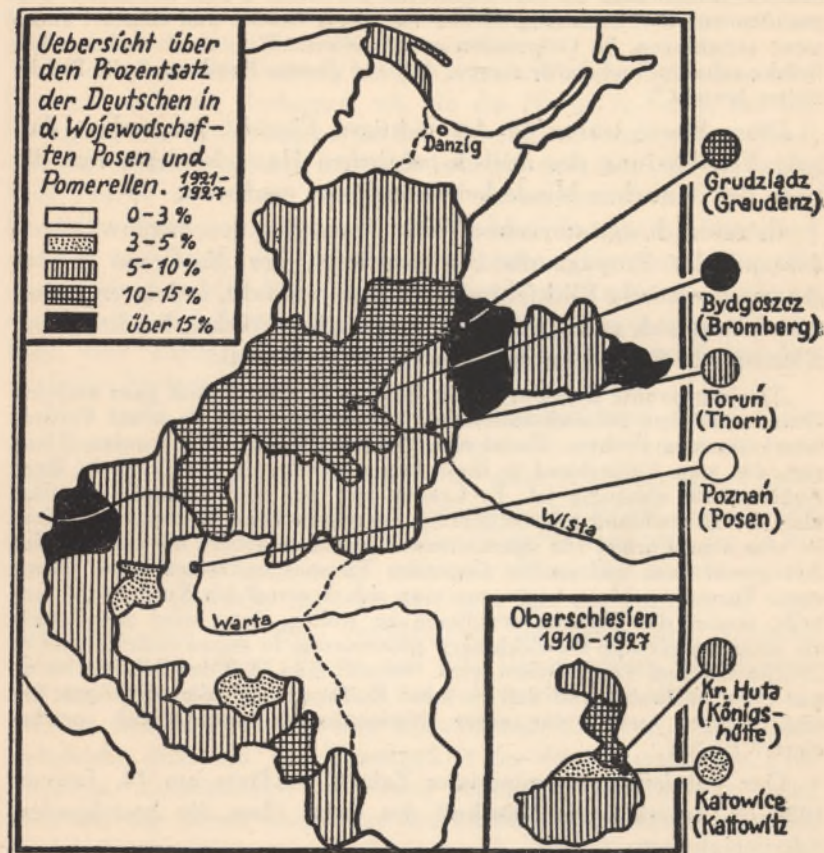 Uebersicht über
den Prozentsatz
der Deutschen in
d. Wojewodschaf-
ten Posen und
Pomerellen. 1921-
1927
0-3%
3-5%
5-10%
10-15%
über 15%
Danzig
Grudziądz
(Graudenz)
Bydgoszcz
(Bromberg)
Toruń
(Thorn)
Poznań
(Posen)
Wisła
Warta
Oberschlesien
1910-1927
Kr. Huta
(Königs-
hütte)
Katowice
(Kattowitz